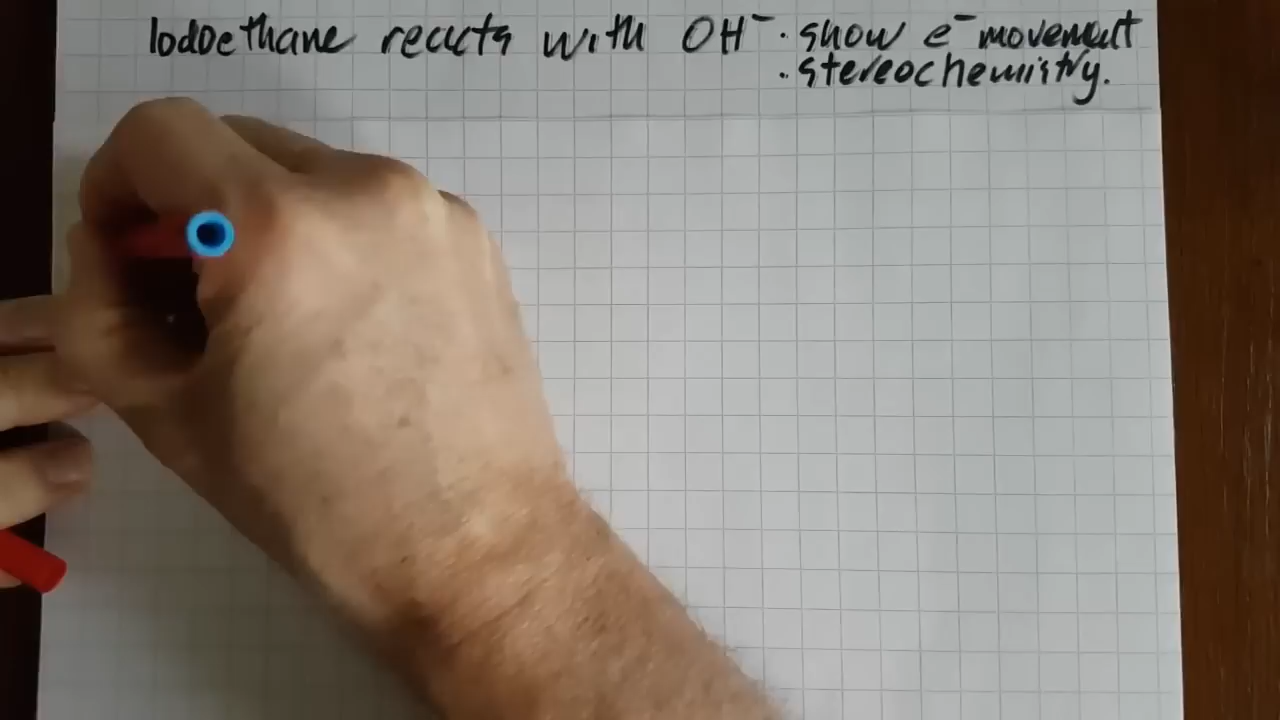 Iodoethane reacts with OH⁻ · show e⁻ movement
· stereochemistry.